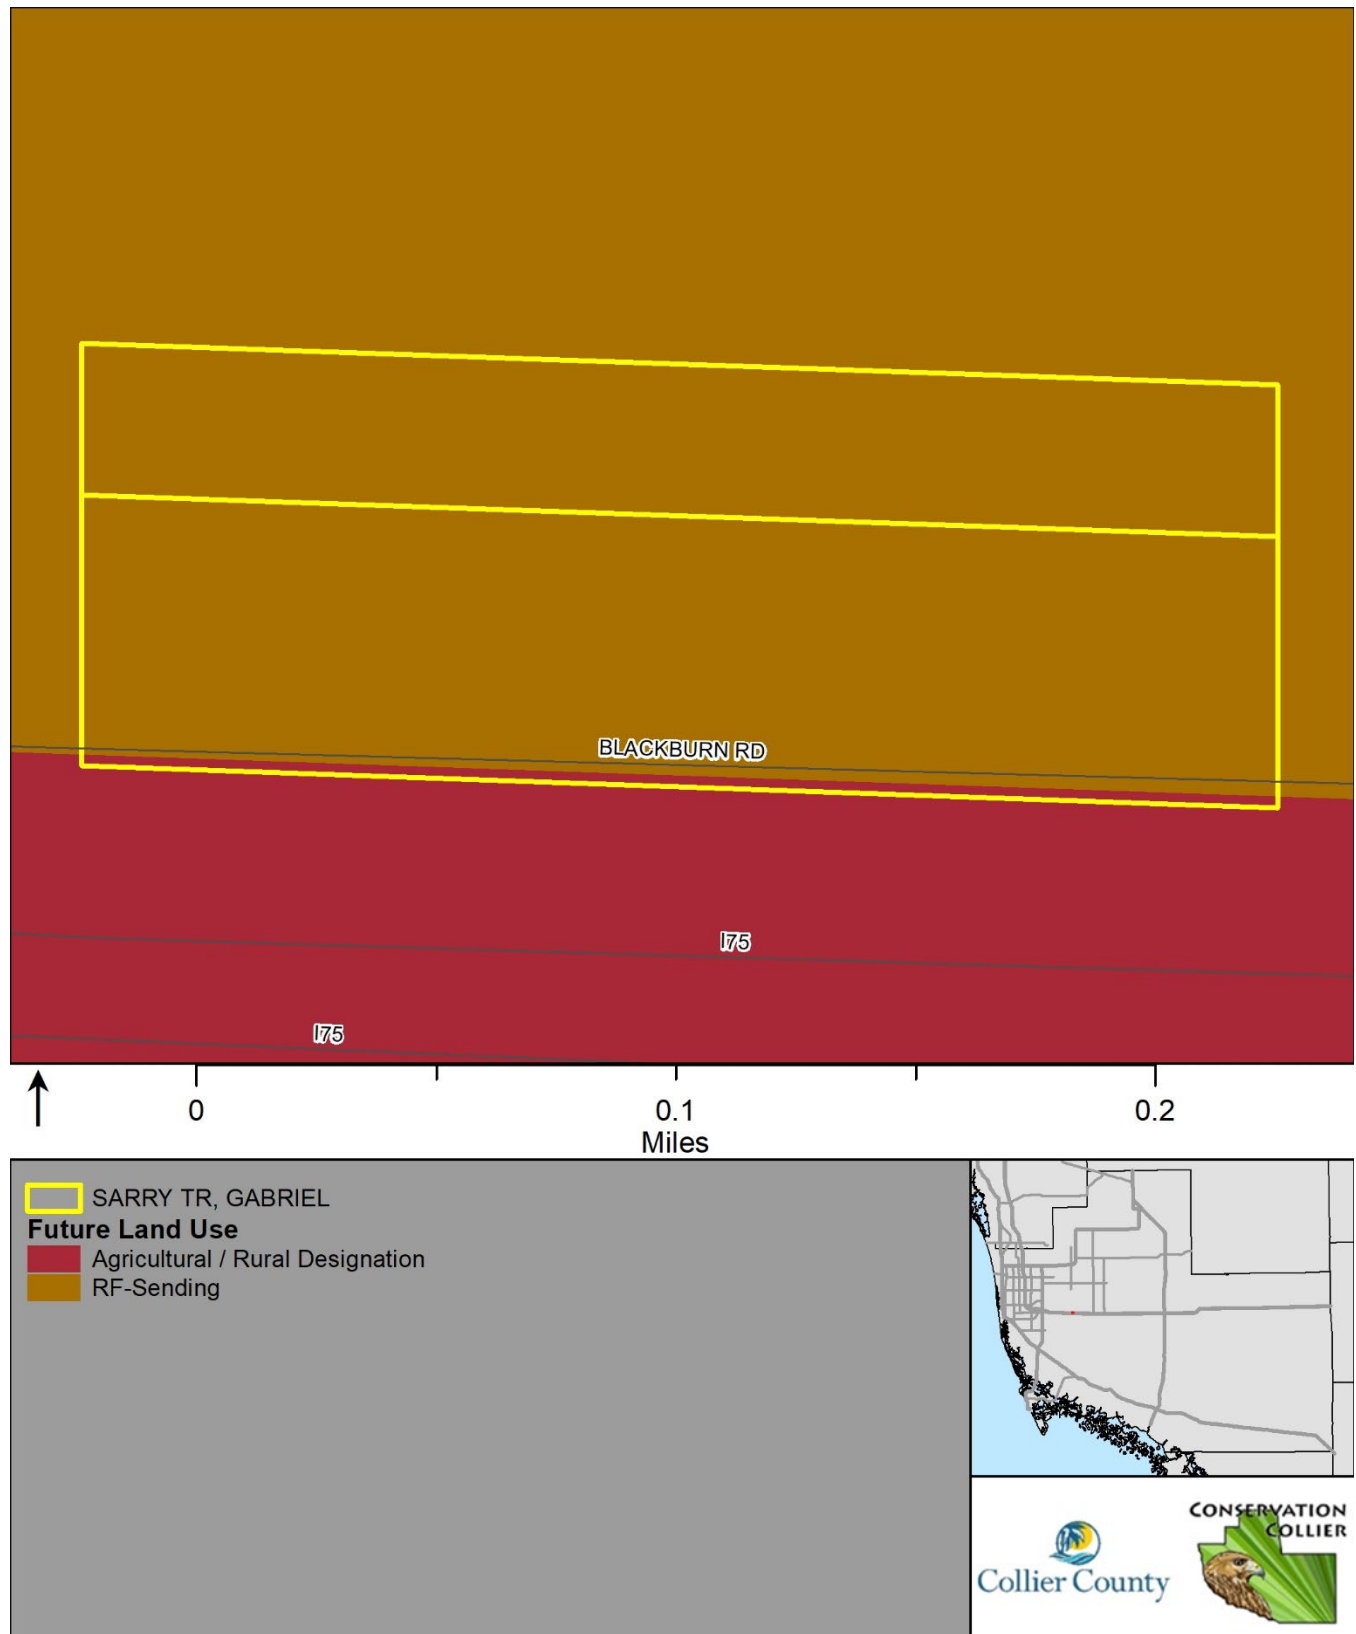 BLACKBURN RD
I75
I75
0 0.1 0.2
Miles
SARRY TR, GABRIEL
Future Land Use
Agricultural / Rural Designation
RF-Sending
CONSERVATION
COLLIER
Collier County